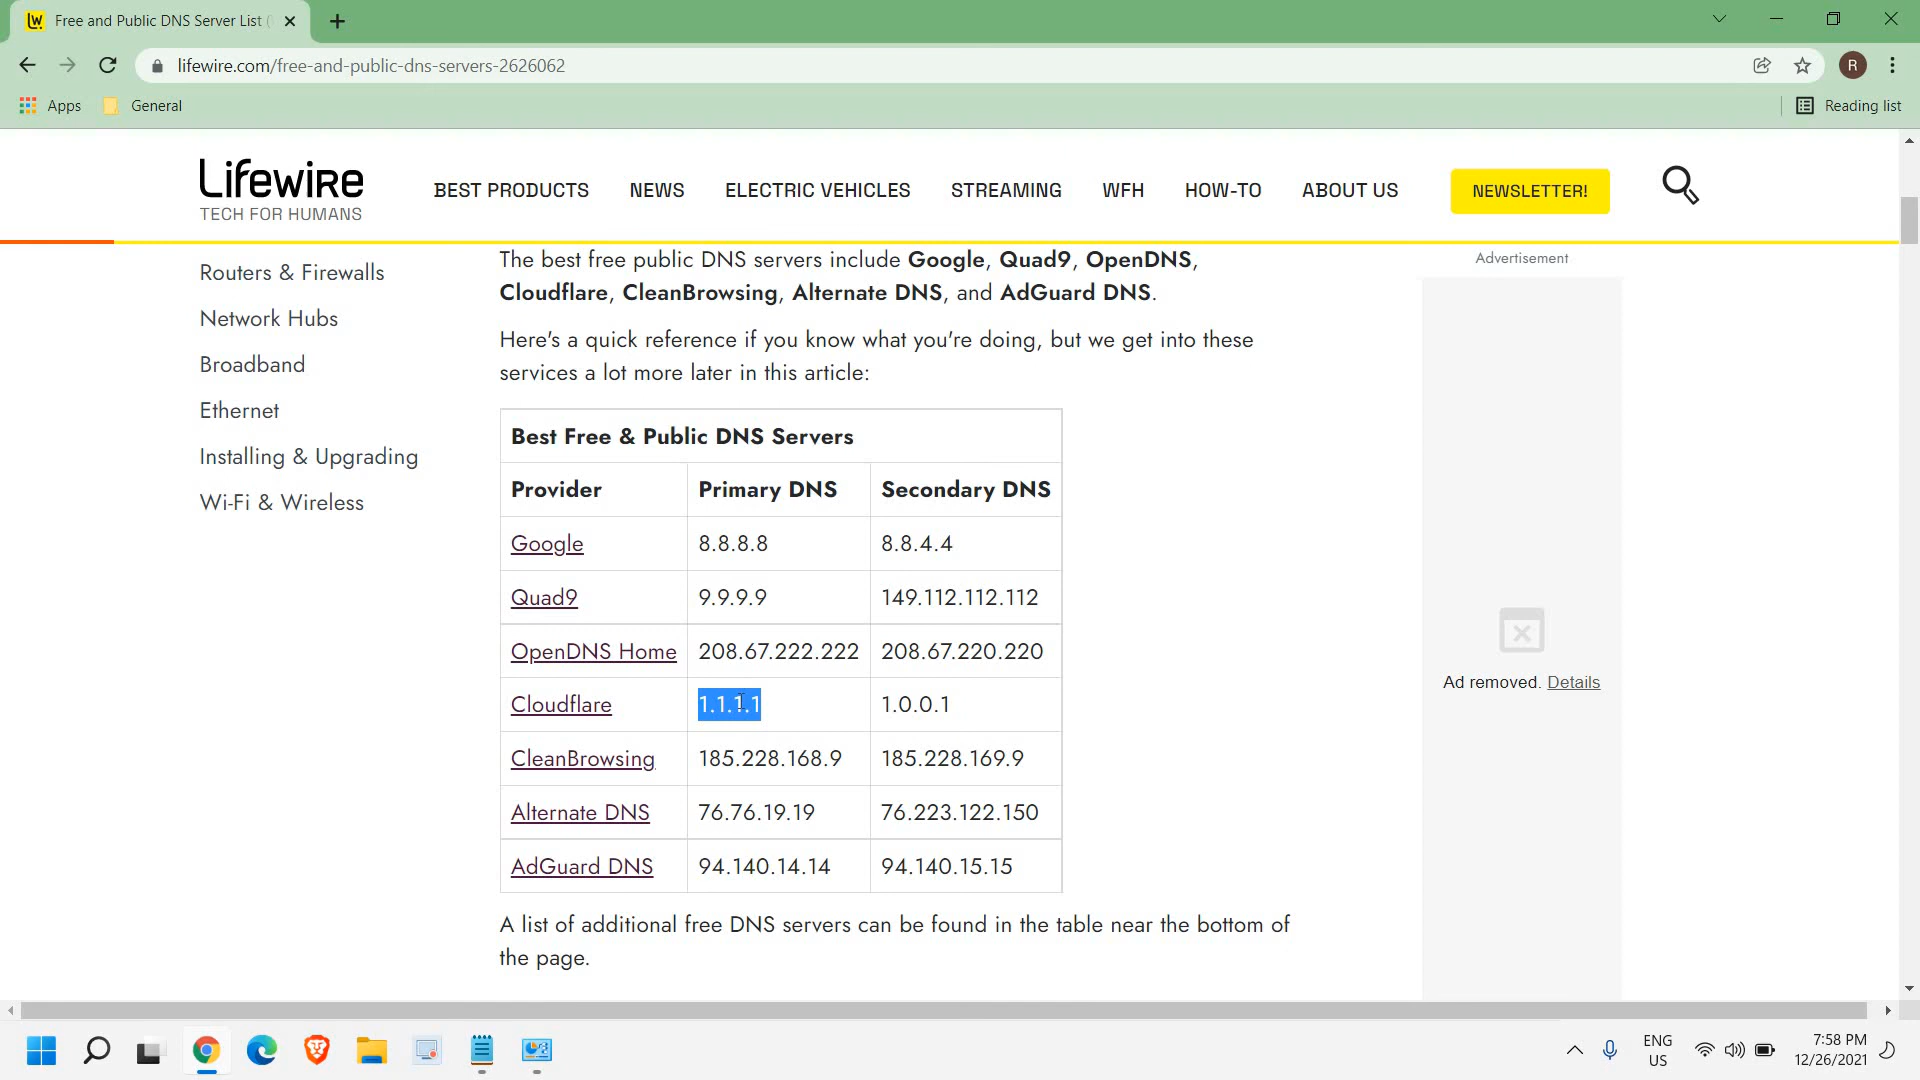 Free and Public DNS Server List (
lifewire.com/free-and-public-dns-servers-2626062
R
Apps
General
Reading list
Lifewire
TECH FOR HUMANS
BEST PRODUCTS
NEWS
ELECTRIC VEHICLES
STREAMING
WFH
HOW-TO
ABOUT US
NEWSLETTER!
Routers & Firewalls
Network Hubs
Broadband
Ethernet
Installing & Upgrading
Wi-Fi & Wireless
The best free public DNS servers include Google, Quad9, OpenDNS,
Cloudflare, CleanBrowsing, Alternate DNS, and AdGuard DNS.
Here's a quick reference if you know what you're doing, but we get into these
services a lot more later in this article:
Best Free & Public DNS Servers
Provider Primary DNS Secondary DNS
Google 8.8.8.8 8.8.4.4
Quad9 9.9.9.9 149.112.112.112
OpenDNS Home 208.67.222.222 208.67.220.220
Cloudflare 1.1.1.1 1.0.0.1
CleanBrowsing 185.228.168.9 185.228.169.9
Alternate DNS 76.76.19.19 76.223.122.150
AdGuard DNS 94.140.14.14 94.140.15.15
A list of additional free DNS servers can be found in the table near the bottom of
the page.
Advertisement
Ad removed. Details
ENG
US
7:58 PM
12/26/2021